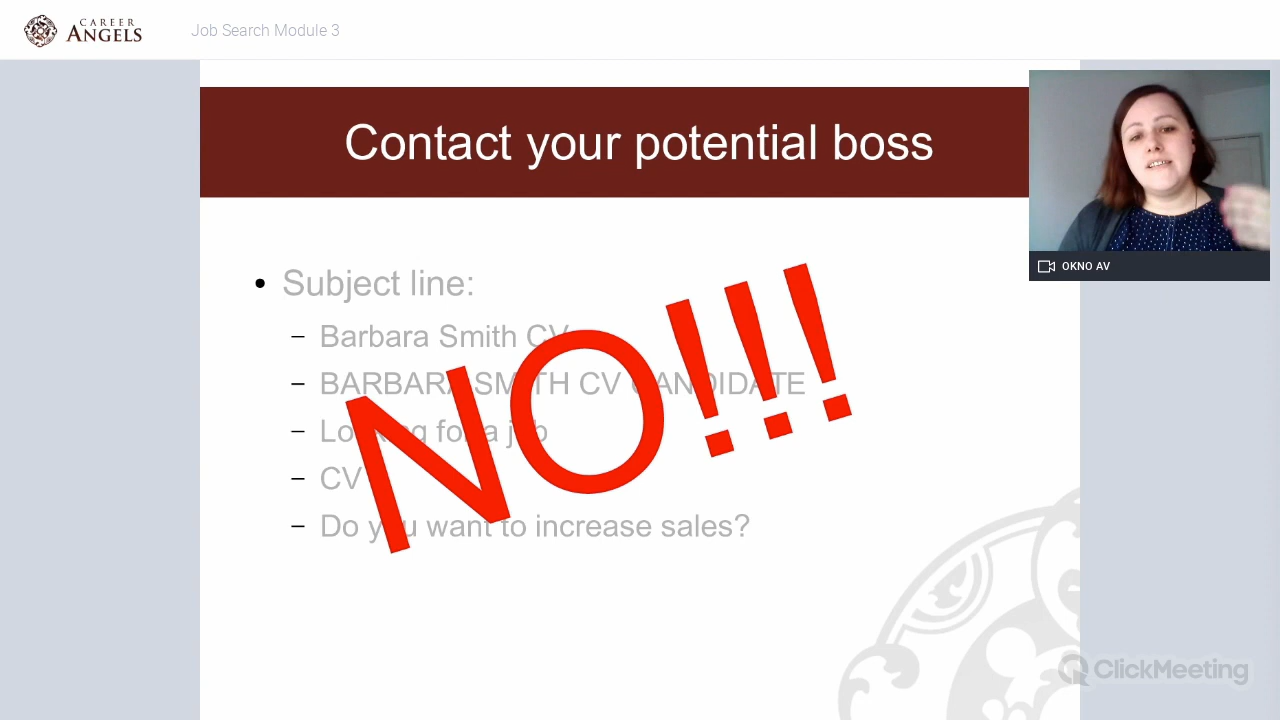 CAREER
ANGELS
Job Search Module 3
Contact your potential boss
OKNO AV
• Subject line:
– Barbara Smith CV
– BARBARA SMITH CV CANDIDATE
– Looking for a job
– CV
– Do you want to increase sales?
NO!!!
ClickMeeting